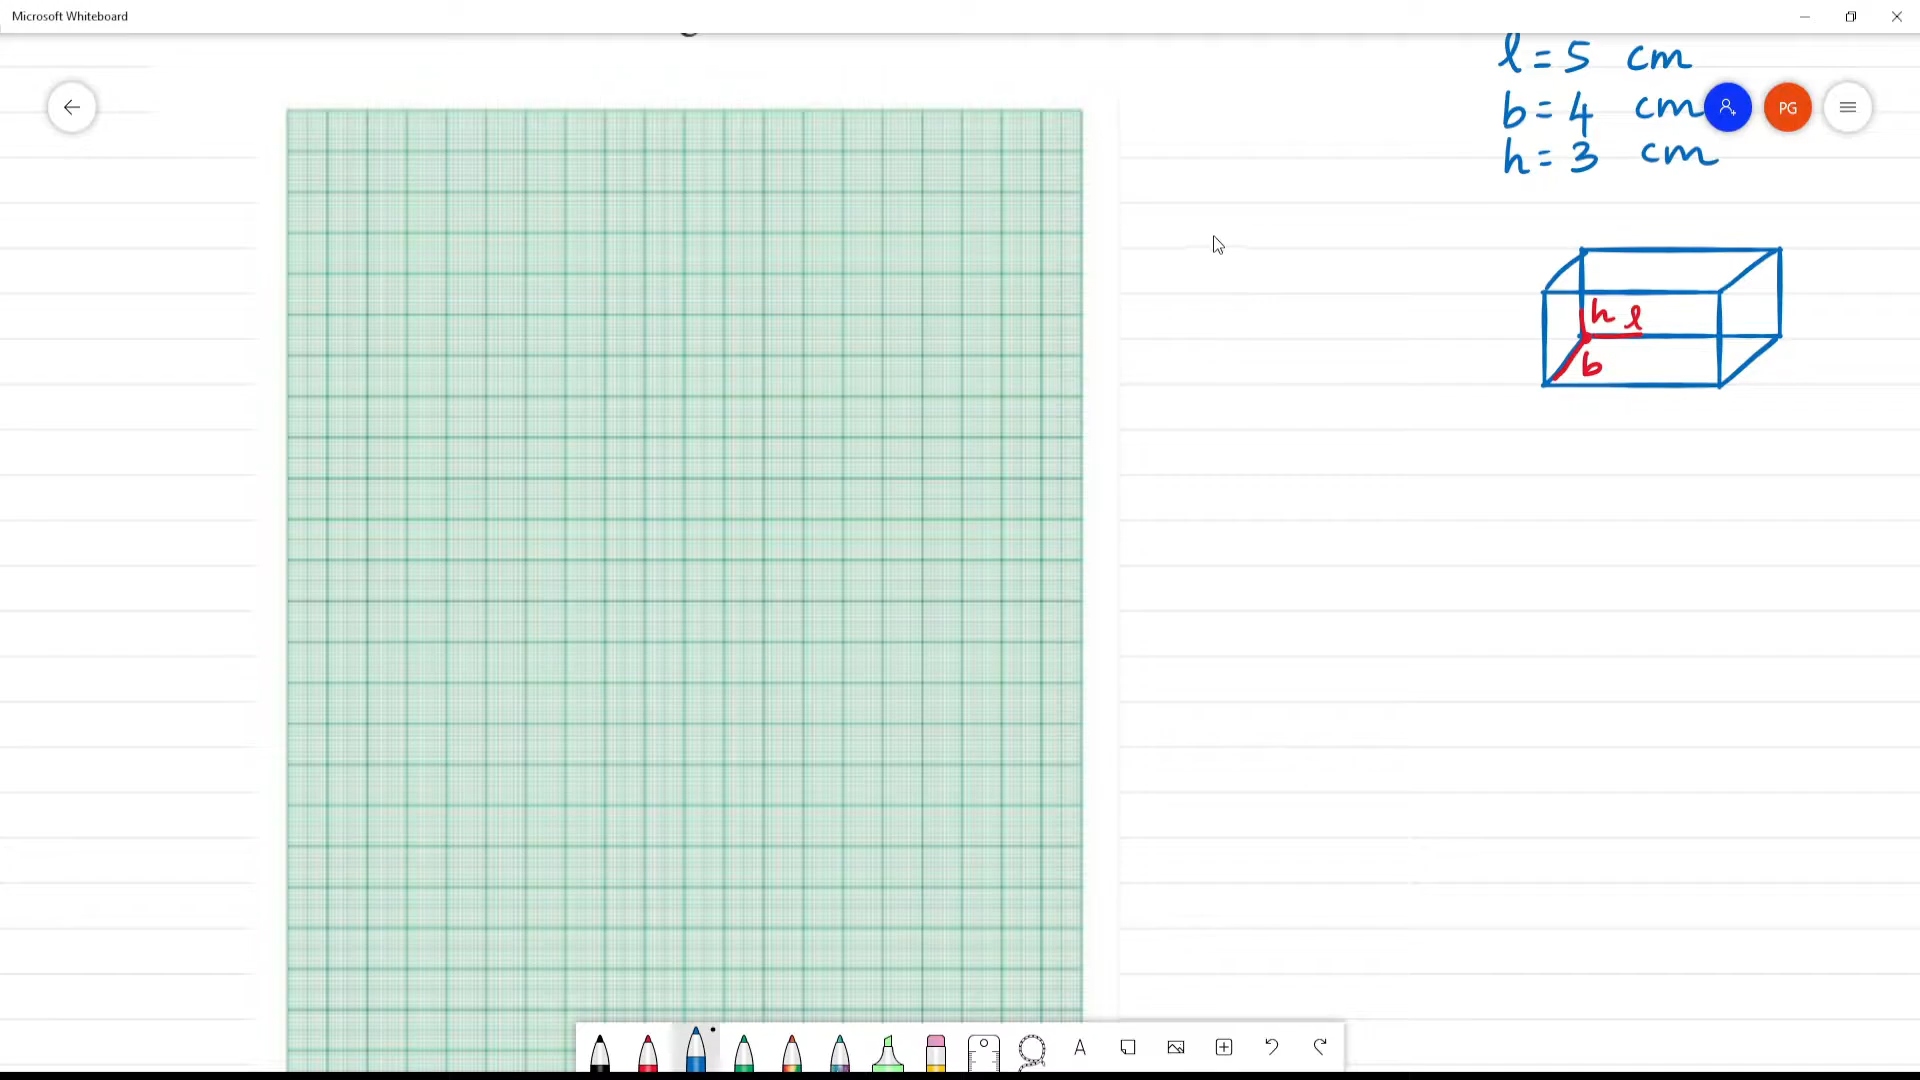 Microsoft Whiteboard
l = 5 cm
b = 4 cm
h = 3 cm
PG
h l
b
A